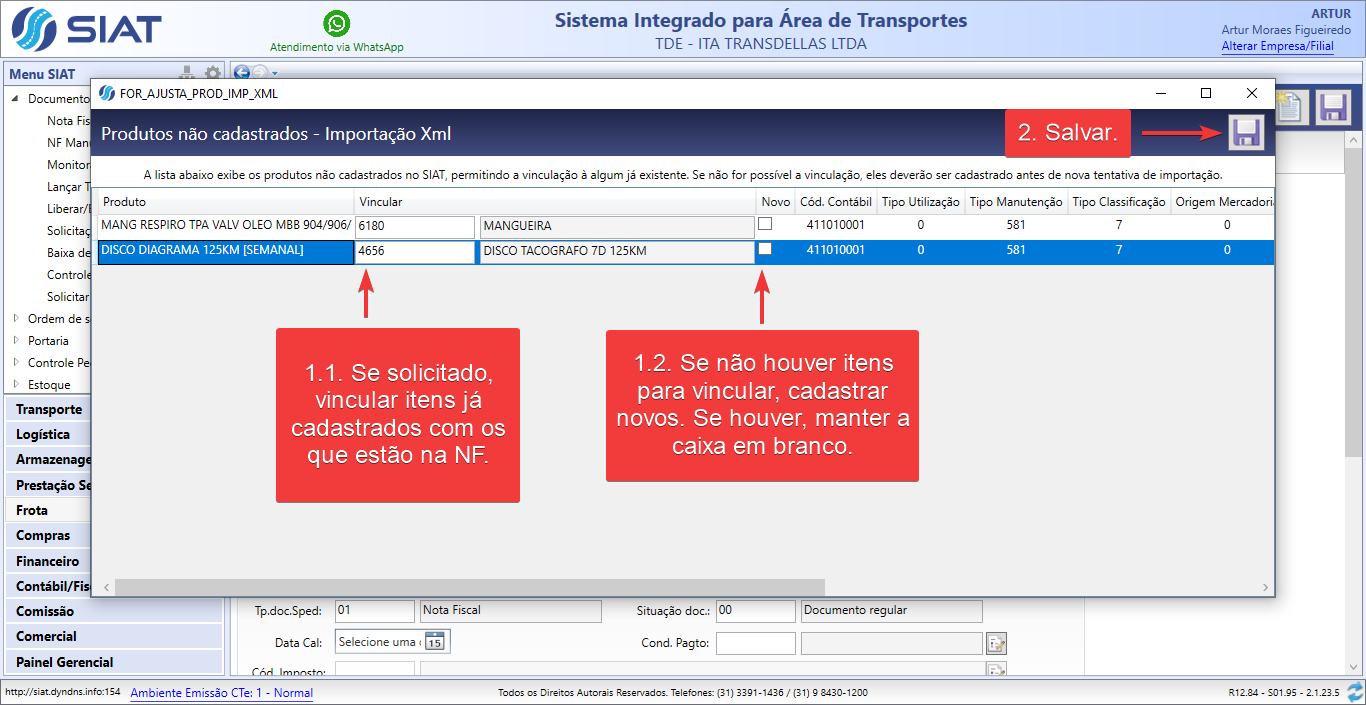 SIAT
Atendimento via WhatsApp
Sistema Integrado para Área de Transportes
TDE - ITA TRANSDELLAS LTDA
ARTUR
Artur Moraes Figueiredo
Alterar Empresa/Filial
Menu SIAT
Documento
Nota Fis
NF Man
Monitor
Lançar T
Liberar/
Solicitaç
Baixa de
Controle
Solicitar
Ordem de s
Portaria
Controle Pe
Estoque
Transporte
Logística
Armazenage
Prestação Se
Frota
Compras
Financeiro
Contábil/Fis
Comissão
Comercial
Painel Gerencial
FOR_AJUSTA_PROD_IMP_XML
Produtos não cadastrados - Importação Xml
2. Salvar.
A lista abaixo exibe os produtos não cadastrados no SIAT, permitindo a vinculação à algum já existente. Se não for possível a vinculação, eles deverão ser cadastrado antes de nova tentativa de importação.
Produto Vincular Novo Cód. Contábil Tipo Utilização Tipo Manutenção Tipo Classificação Origem Mercadori
MANG RESPIRO TPA VALV OLEO MBB 904/906/ 6180 MANGUEIRA 411010001 0 581 7 0
DISCO DIAGRAMA 125KM [SEMANAL] 4656 DISCO TACOGRAFO 7D 125KM 411010001 0 581 7 0
1.1. Se solicitado,
vincular itens já
cadastrados com os
que estão na NF.
1.2. Se não houver itens
para vincular, cadastrar
novos. Se houver, manter a
caixa em branco.
Tp.doc.Sped: 01 Nota Fiscal Situação doc.: 00 Documento regular
Data Cal: Selecione uma 15 Cond. Pagto:
Cód. Imposto:
http://siat.dyndns.info:154 Ambiente Emissão CTe: 1 - Normal Todos os Direitos Autorais Reservados. Telefones: (31) 3391-1436 / (31) 9 8430-1200 R12.84 - S01.95 - 2.1.23.5